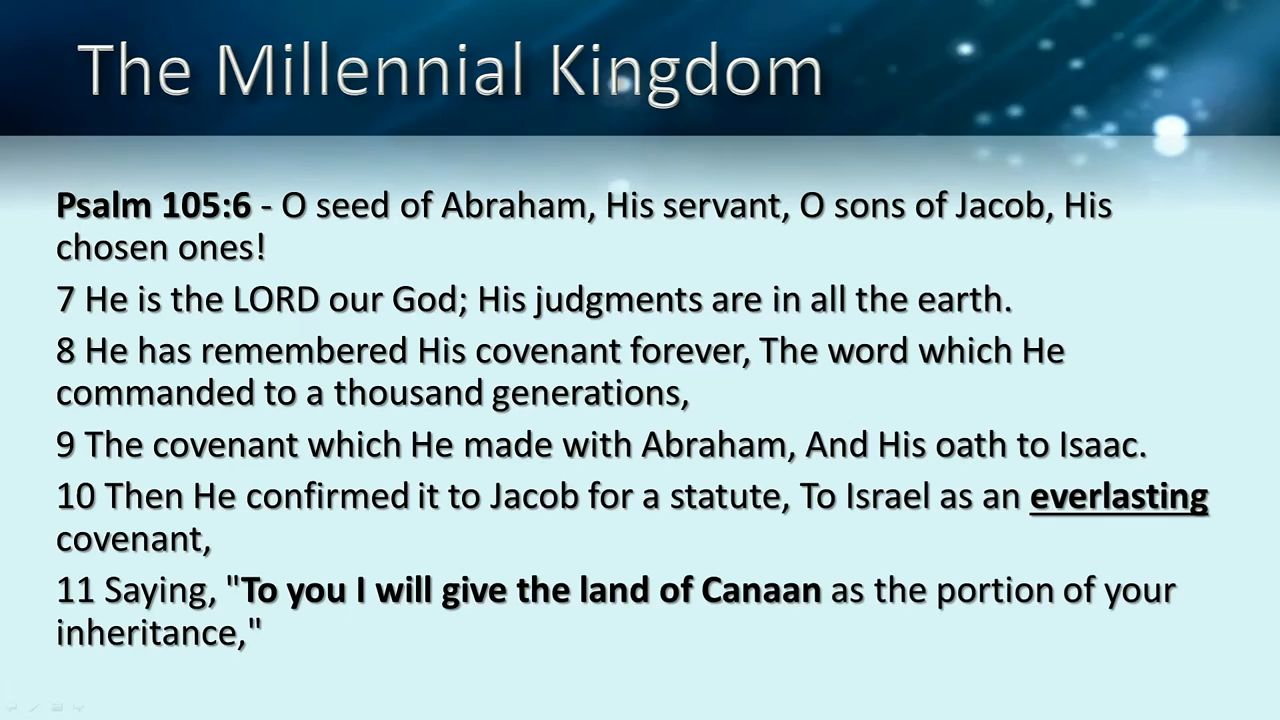 The Millennial Kingdom
Psalm 105:6 - O seed of Abraham, His servant, O sons of Jacob, His
chosen ones!
7 He is the LORD our God; His judgments are in all the earth.
8 He has remembered His covenant forever, The word which He
commanded to a thousand generations,
9 The covenant which He made with Abraham, And His oath to Isaac.
10 Then He confirmed it to Jacob for a statute, To Israel as an everlasting
covenant,
11 Saying, "To you I will give the land of Canaan as the portion of your
inheritance,"